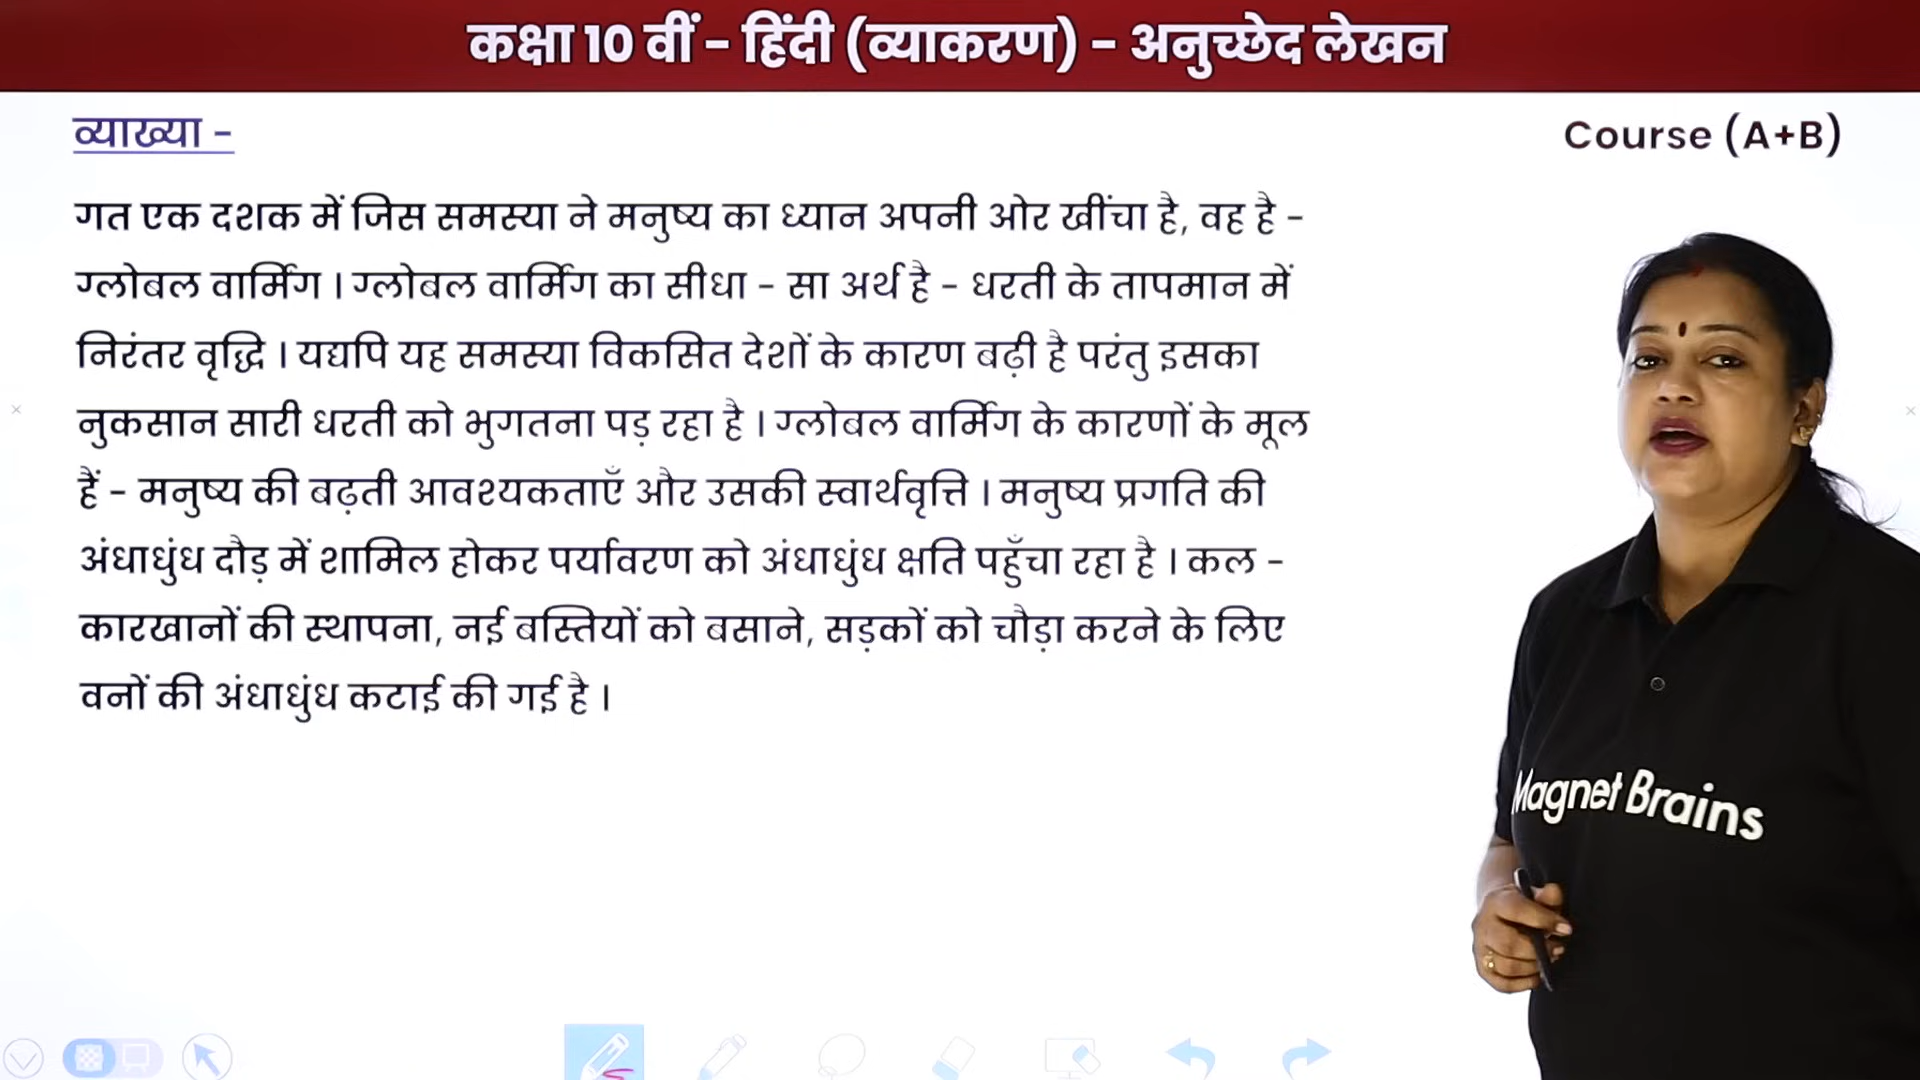 कक्षा 10 वीं - हिंदी (व्याकरण) - अनुच्छेद लेखन
व्याख्या -
Course (A+B)
गत एक दशक में जिस समस्या ने मनुष्य का ध्यान अपनी ओर खींचा है, वह है -
ग्लोबल वार्मिंग । ग्लोबल वार्मिंग का सीधा - सा अर्थ है - धरती के तापमान में
निरंतर वृद्धि । यद्यपि यह समस्या विकसित देशों के कारण बढ़ी है परंतु इसका
नुकसान सारी धरती को भुगतना पड़ रहा है । ग्लोबल वार्मिंग के कारणों के मूल
हैं - मनुष्य की बढ़ती आवश्यकताएँ और उसकी स्वार्थवृत्ति । मनुष्य प्रगति की
अंधाधुंध दौड़ में शामिल होकर पर्यावरण को अंधाधुंध क्षति पहुँचा रहा है । कल -
कारखानों की स्थापना, नई बस्तियों को बसाने, सड़कों को चौड़ा करने के लिए
वनों की अंधाधुंध कटाई की गई है ।
Magnet Brains